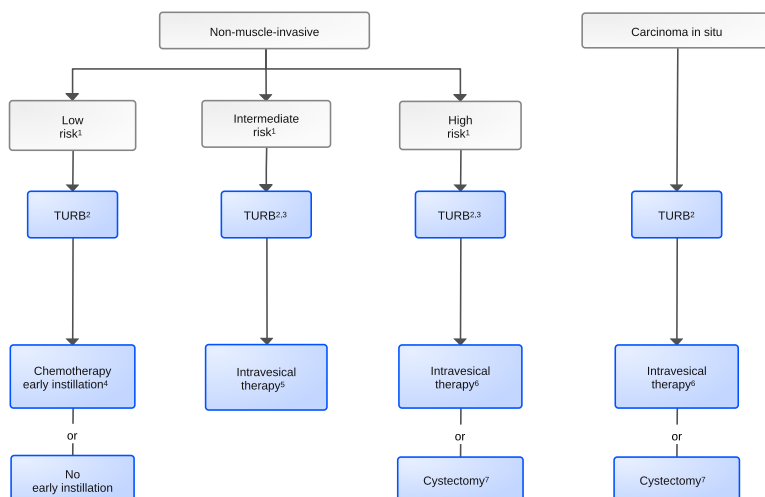 Non-muscle-invasive
Carcinoma in situ
Low
risk¹
Intermediate
risk¹
High
risk¹
TURB²
TURB²,³
TURB²,³
TURB²
Chemotherapy
early instillation⁴
Intravesical
therapy⁵
Intravesical
therapy⁶
Intravesical
therapy⁶
or
or
or
No
early instillation
Cystectomy⁷
Cystectomy⁷